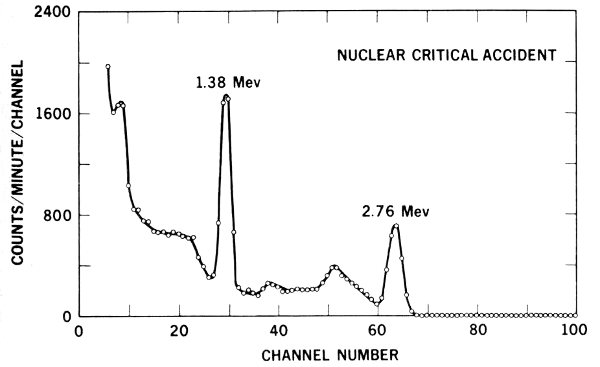 2400
1600
800
0
COUNTS/MINUTE/CHANNEL
NUCLEAR CRITICAL ACCIDENT
1.38 Mev
2.76 Mev
0 20 40 60 80 100
CHANNEL NUMBER